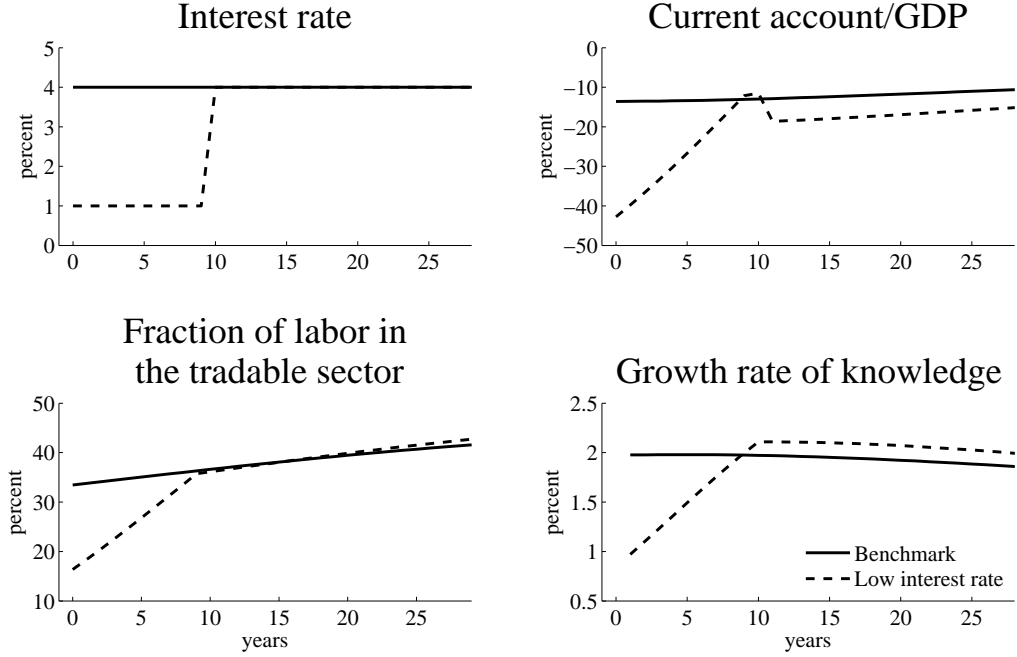 Interest rate
5
4
3
2
1
0
percent
0 5 10 15 20 25
Current account/GDP
0
−10
−20
−30
−40
−50
percent
0 5 10 15 20 25
Fraction of labor in
the tradable sector
50
40
30
20
10
percent
0 5 10 15 20 25
years
Growth rate of knowledge
2.5
2
1.5
1
0.5
percent
Benchmark
Low interest rate
0 5 10 15 20 25
years